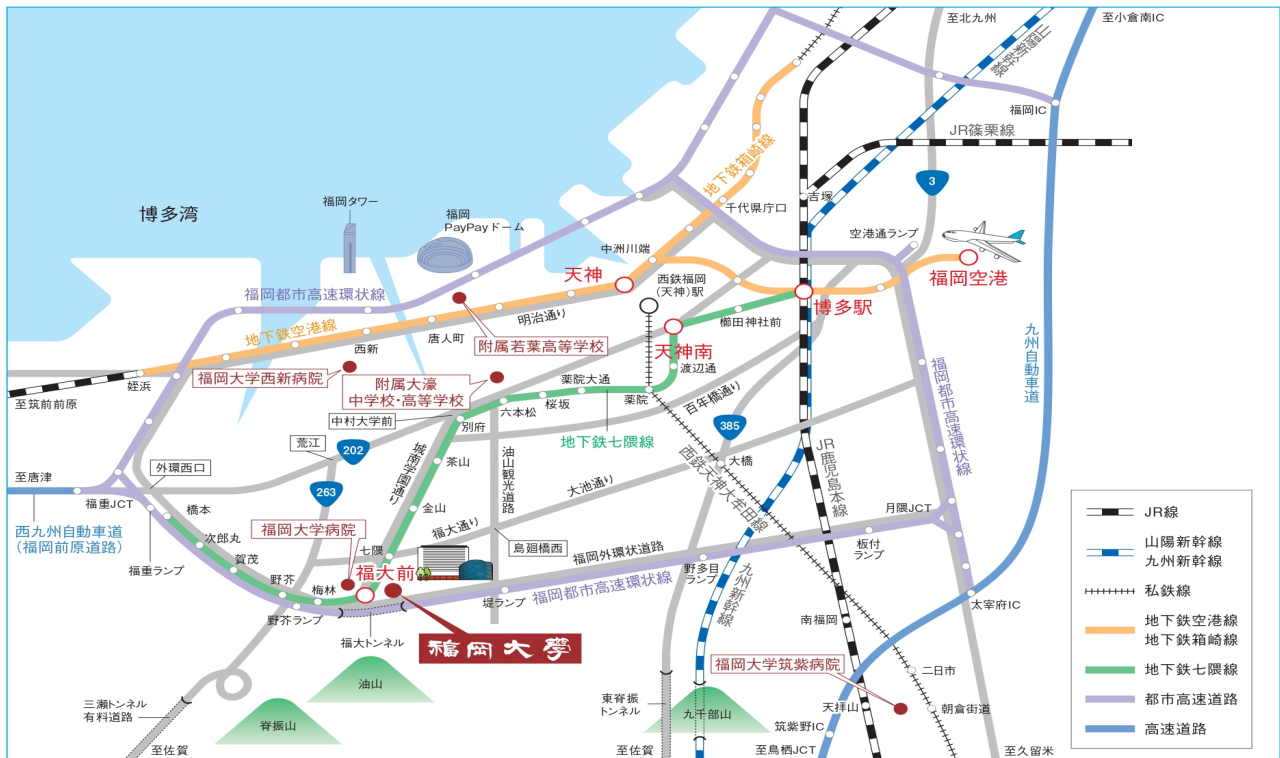 至北九州
至小倉南IC
山陽新幹線
福岡IC
JR篠栗線
地下鉄箱崎線
3
吉塚
千代県庁口
福岡タワー
福岡
PayPayドーム
博多湾
空港通ランプ
中洲川端
福岡空港
天神
西鉄福岡
(天神)駅
福岡都市高速環状線
博多駅
櫛田神社前
明治通り
地下鉄空港線
唐人町
附属若葉高等学校
西新
天神南
渡辺通
九州自動車道
姪浜
福岡大学西新病院
附属大濠
中学校・高等学校
薬院大通
薬院
福岡都市高速環状線
至筑前前原
桜坂
六本松
百年橋通り
中村大学前
別府
地下鉄七隈線
385
荒江
202
城南学園通り
茶山
油山観光道路
大橋
西鉄天神大牟田線
JR鹿児島本線
外環西口
至唐津
263
大池通り
福重JCT
橋本
金山
月隈JCT
西九州自動車道
(福岡前原道路)
福岡大学病院
福大通り
次郎丸
島廻橋西
板付
ランプ
七隈
福岡外環状道路
福重ランプ
賀茂
福大前
野多目
ランプ
九州新幹線
野芥
梅林
堤ランプ
福岡都市高速環状線
太宰府IC
野芥ランプ
南福岡
福大トンネル
福岡大學
福岡大学筑紫病院
二日市
油山
三瀬トンネル
有料道路
東脊振
トンネル
天拝山
朝倉街道
脊振山
九千部山
筑紫野IC
至佐賀
至佐賀
至鳥栖JCT
至久留米
JR線
山陽新幹線
九州新幹線
私鉄線
地下鉄空港線
地下鉄箱崎線
地下鉄七隈線
都市高速道路
高速道路